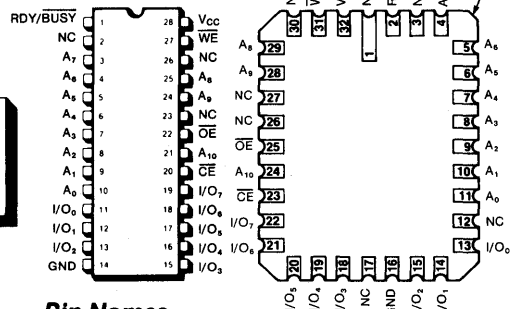 RDY/BUSY 1 28 VCC
NC 2 27 WE
A7 3 26 NC
A6 4 25 A8
A5 5 24 A9
A4 6 23 NC
A3 7 22 OE
A2 8 21 A10
A1 9 20 CE
A0 10 19 I/O7
I/O0 11 18 I/O6
I/O1 12 17 I/O5
I/O2 13 16 I/O4
GND 14 15 I/O3
30 31 32 1 2 3 4
A8 29 5 A6
A9 28 6 A5
NC 27 7 A4
NC 26 8 A3
OE 25 9 A2
A10 24 10 A1
CE 23 11 A0
I/O7 22 12 NC
I/O6 21 13 I/O0
20 19 18 17 16 15 14
I/O5 I/O4 I/O3 NC GND I/O2 I/O1
Pin Names